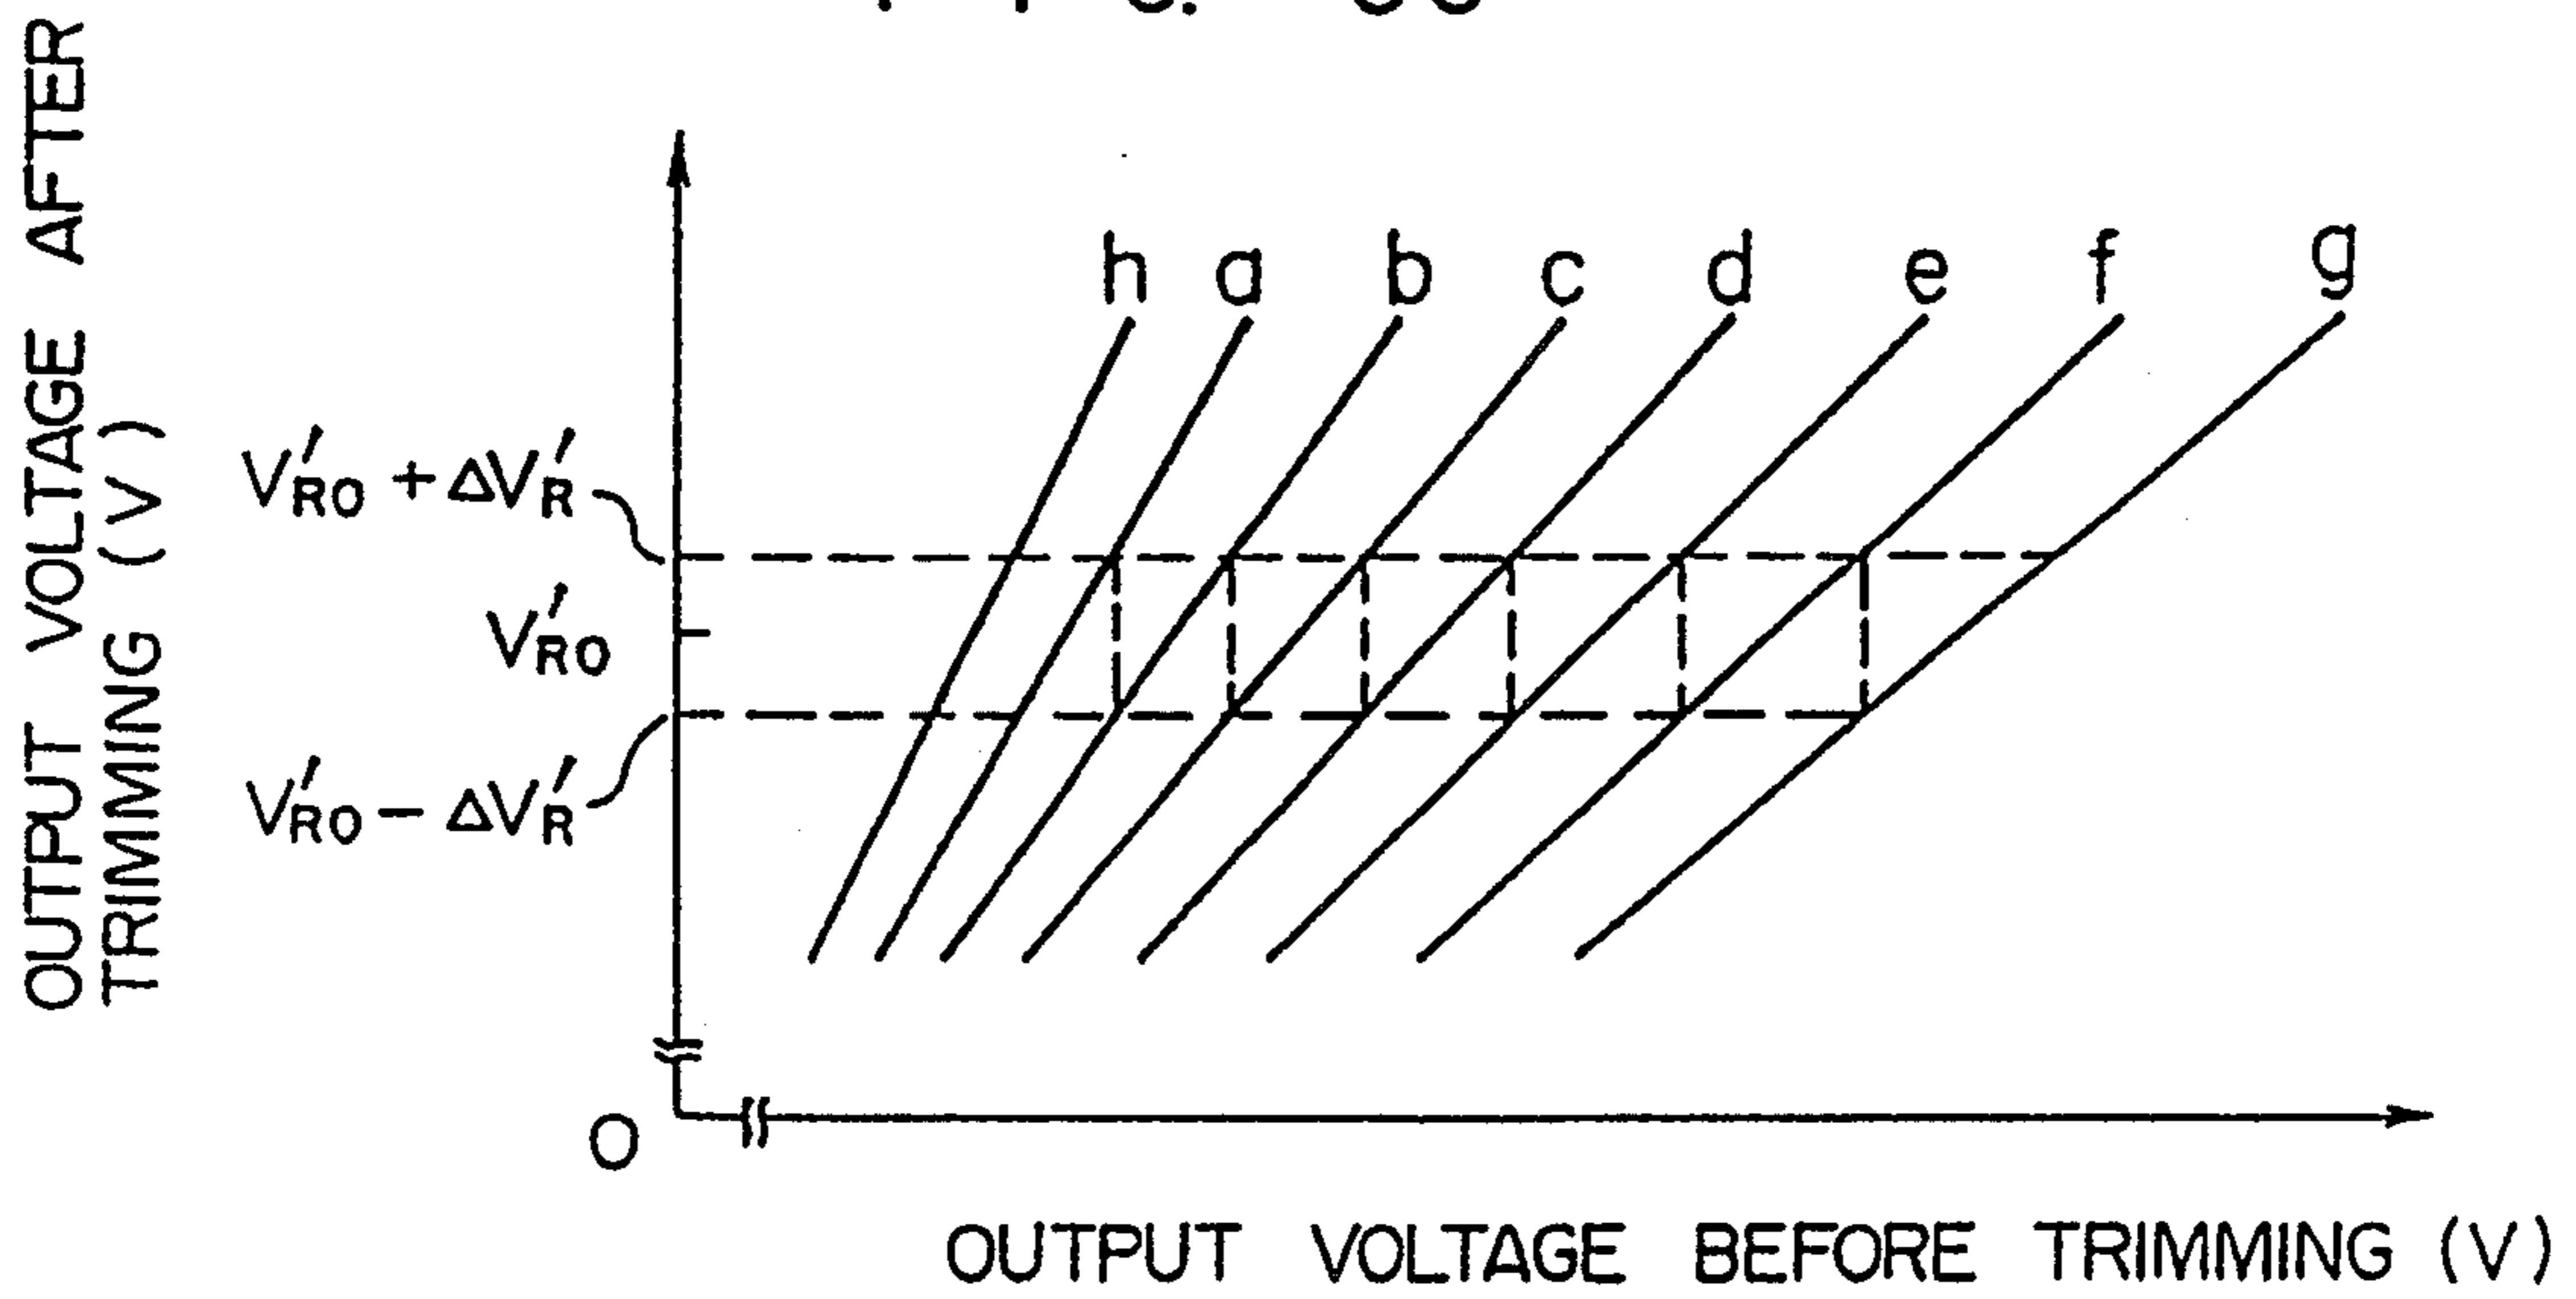 OUTPUT VOLTAGE AFTER
TRIMMING (V)
h a b c d e f g
V'RO + ΔV'R
V'RO
V'RO − ΔV'R
O
OUTPUT VOLTAGE BEFORE TRIMMING (V)